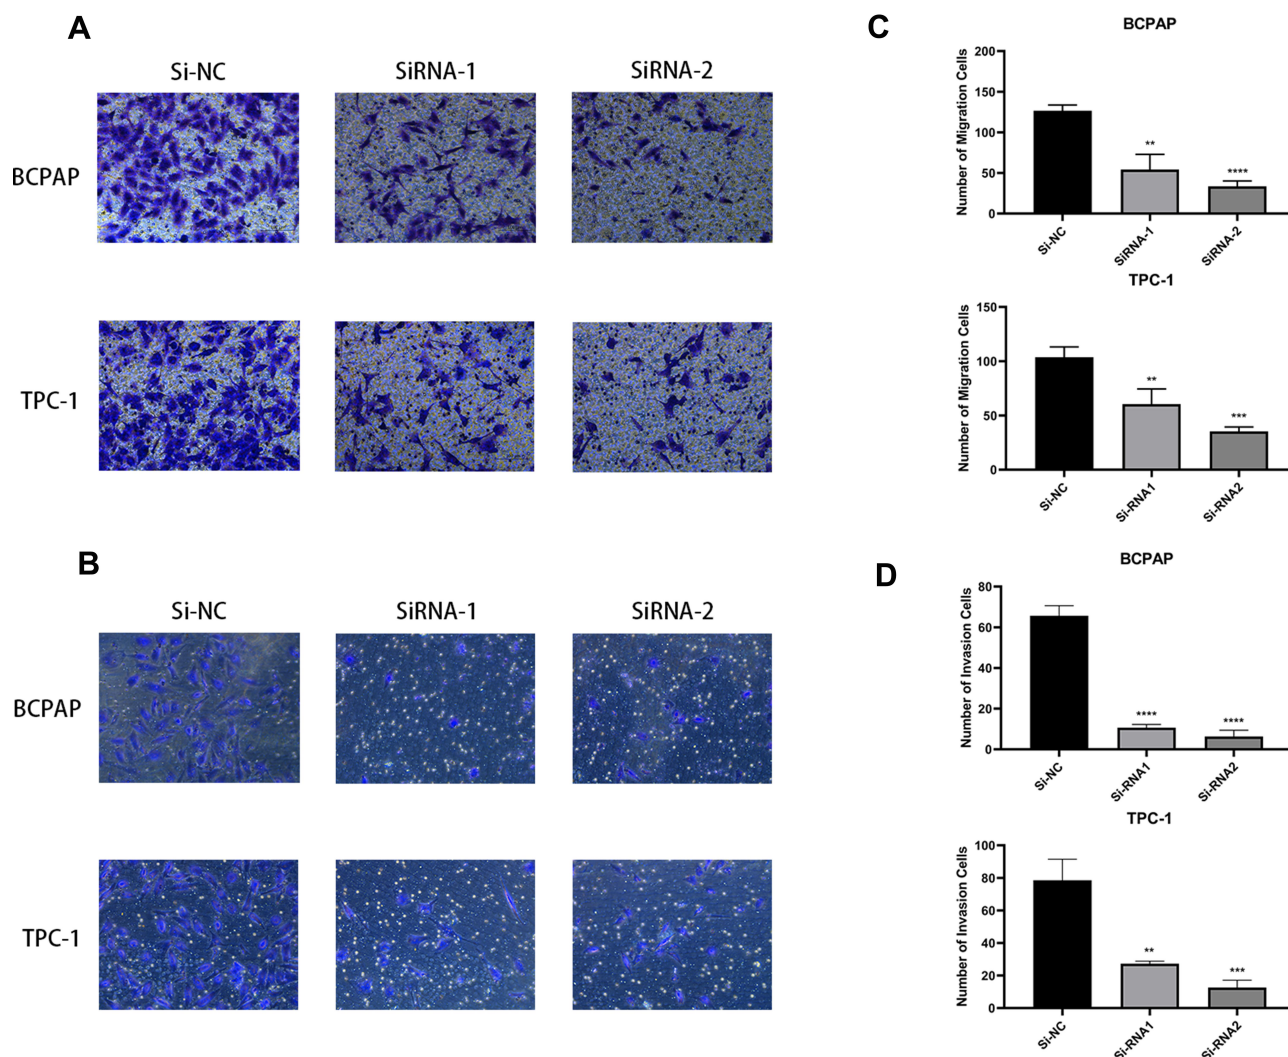 A
Si-NC SiRNA-1 SiRNA-2
BCPAP
TPC-1
B
Si-NC SiRNA-1 SiRNA-2
BCPAP
TPC-1
C
BCPAP
Number of Migration Cells
200
150
100
50
0
**
****
Si-NC SiRNA-1 SiRNA-2
TPC-1
Number of Migration Cells
150
100
50
0
**
***
Si-NC Si-RNA1 Si-RNA2
D
BCPAP
Number of Invasion Cells
80
60
40
20
0
****
****
Si-NC Si-RNA1 Si-RNA2
TPC-1
Number of Invasion Cells
100
80
60
40
20
0
**
***
Si-NC Si-RNA1 Si-RNA2